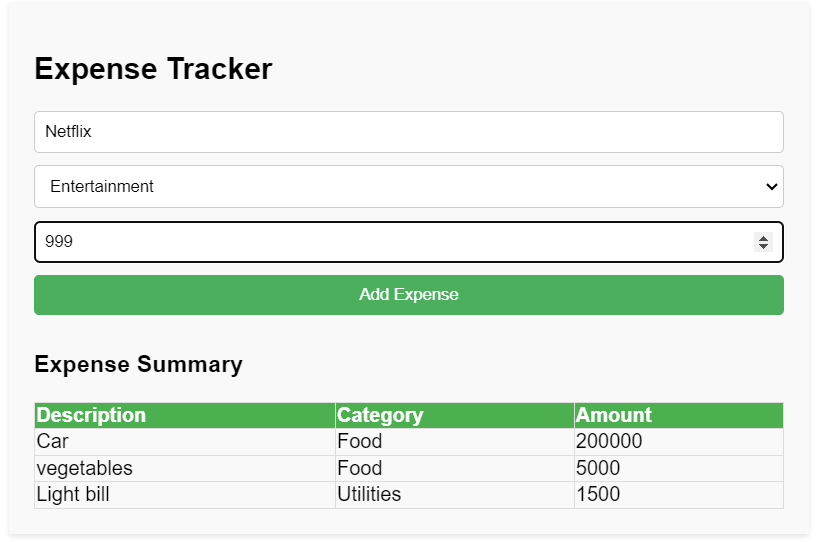 Expense Tracker
Netflix
Entertainment
999
Add Expense
Expense Summary
Description Category Amount
Car Food 200000
vegetables Food 5000
Light bill Utilities 1500